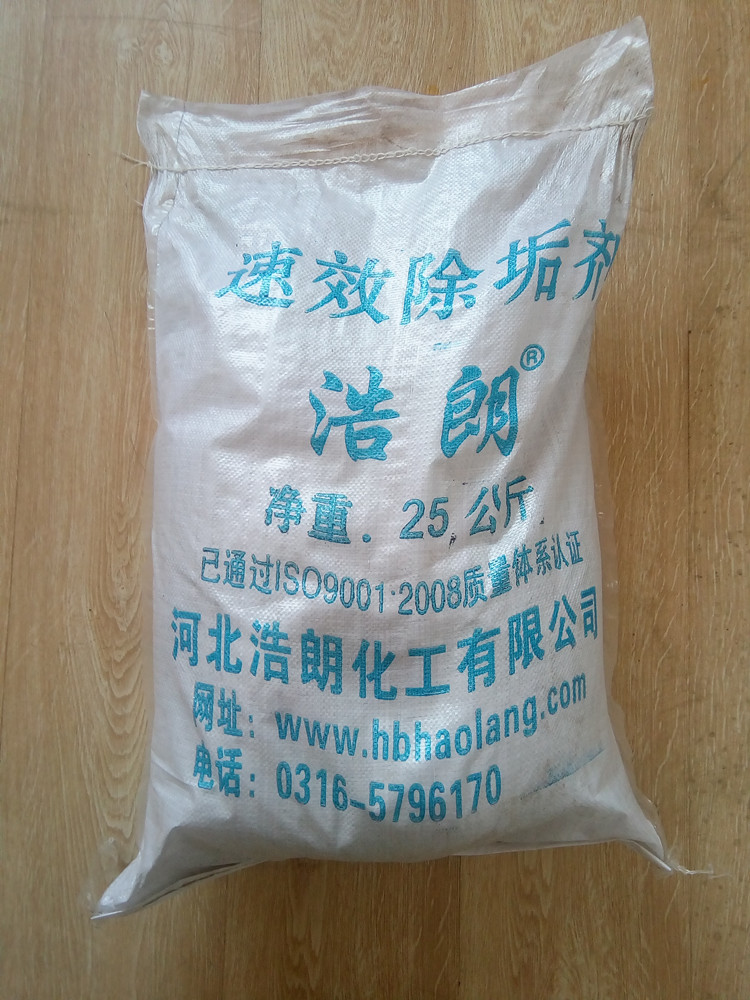 速效除垢剂
浩朗®
净重.25公斤
已通过ISO9001·2008质量体系认证
河北浩朗化工有限公司
网址：www.hbhaolang.com
电话：0316-5796170